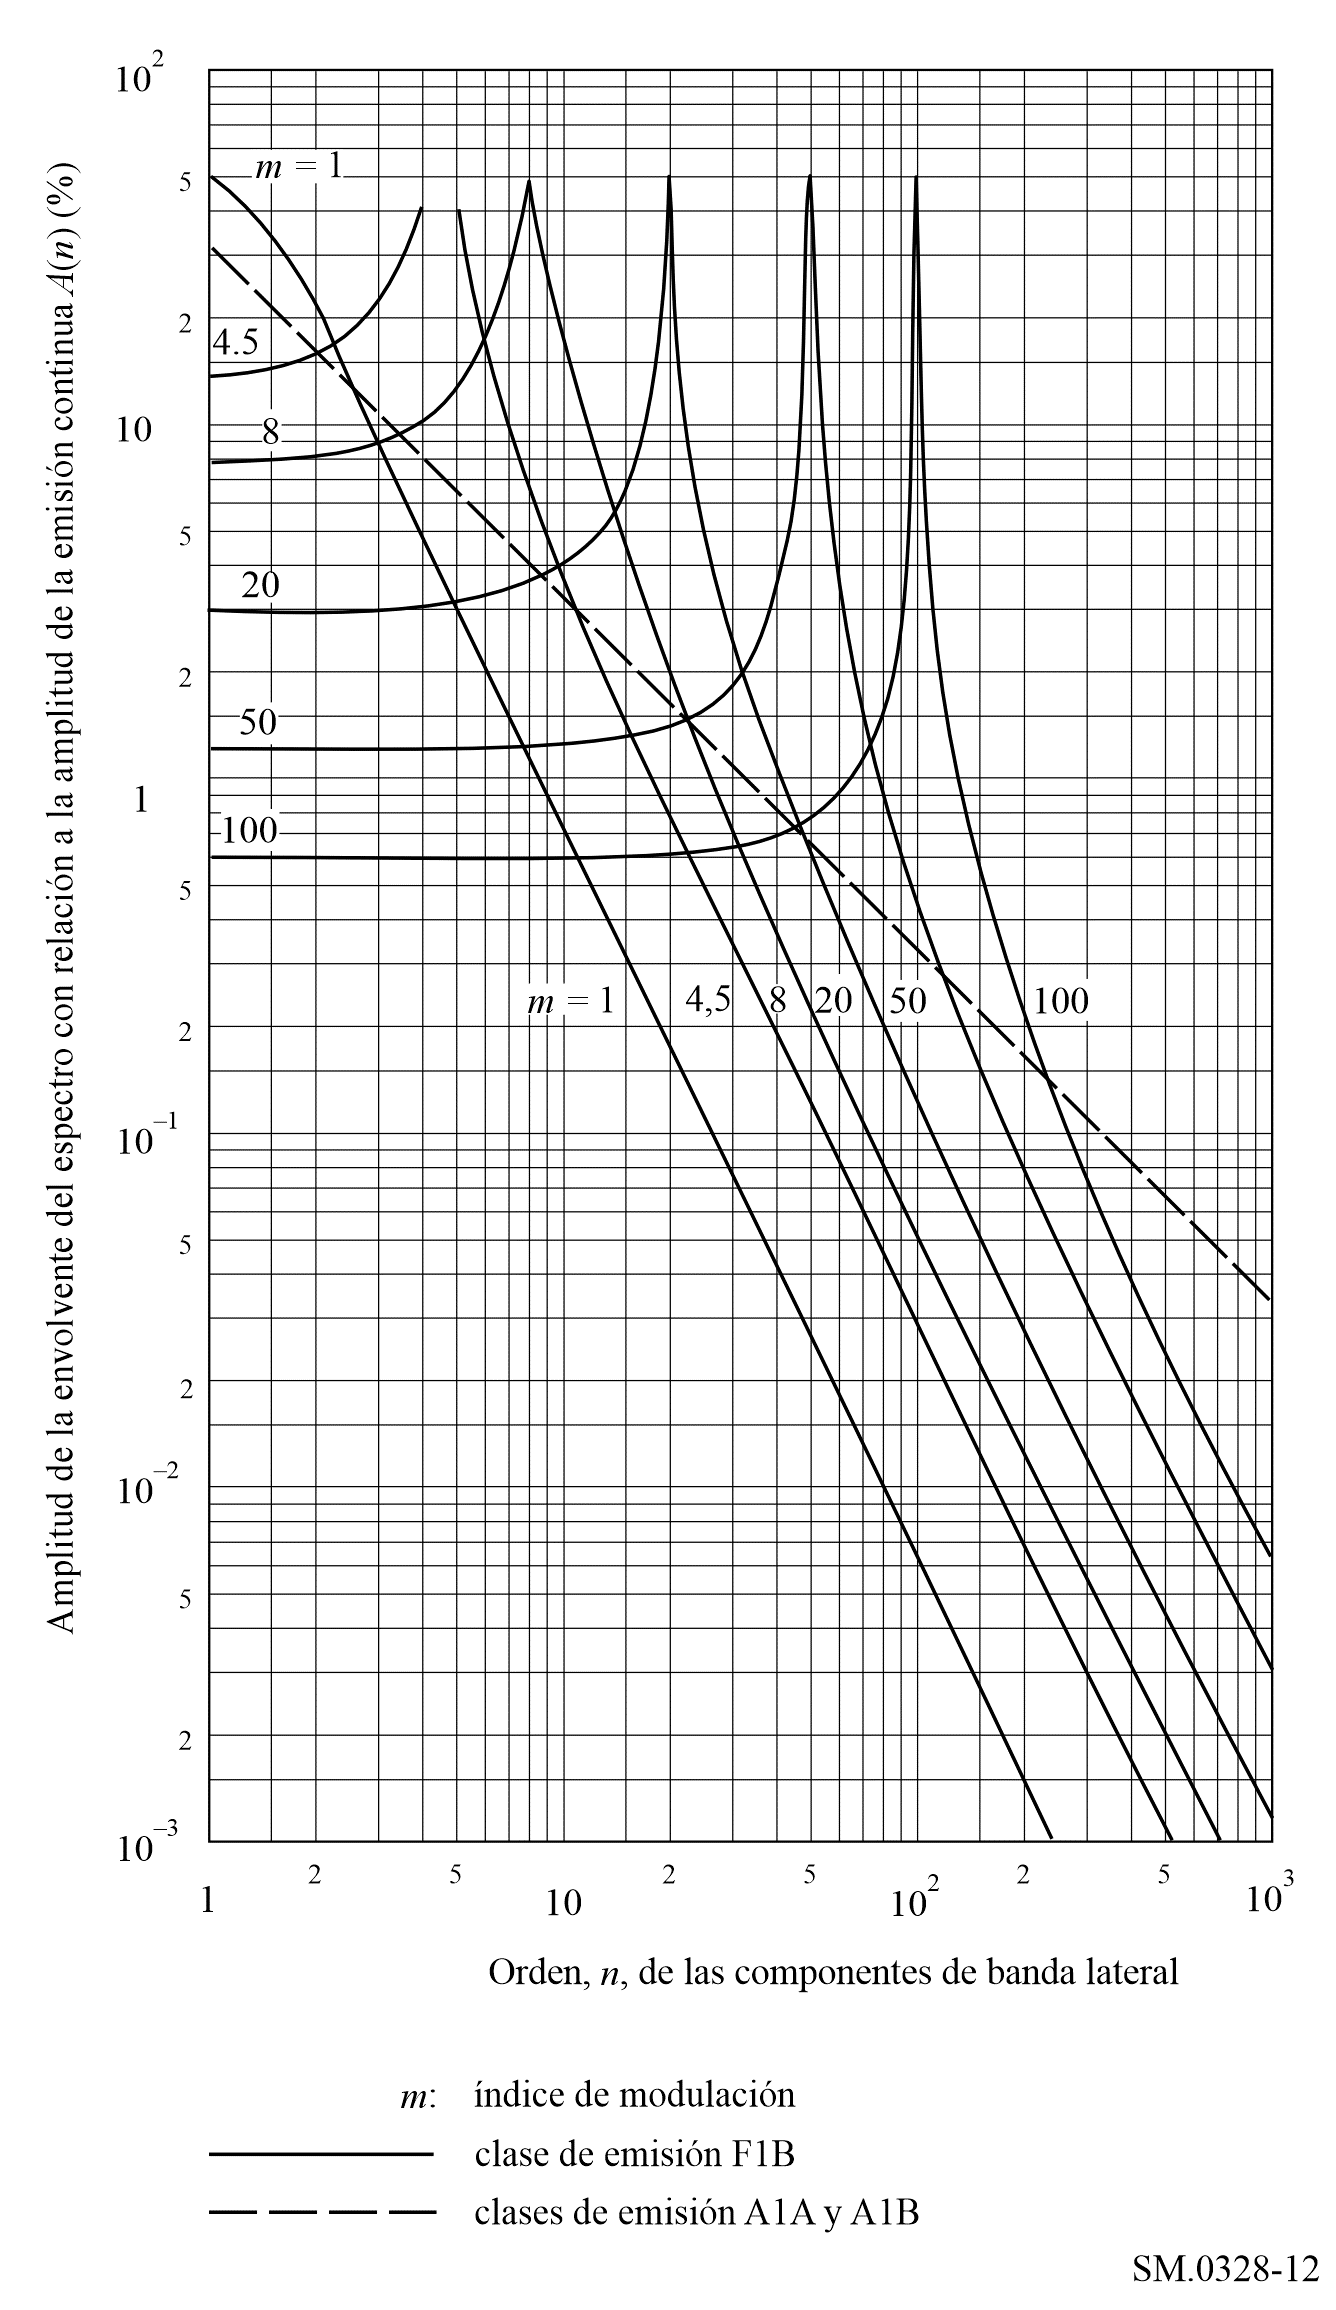 Amplitud de la envolvente del espectro con relación a la amplitud de la emisión continua A(n) (%)
10²
5
2
10
5
2
1
5
2
10⁻¹
5
2
10⁻²
5
2
10⁻³
m = 1
4.5
8
20
50
100
m = 1 4,5 8 20 50 100
1 2 5 10 2 5 10² 2 5 10³
Orden, n, de las componentes de banda lateral
m: índice de modulación
clase de emisión F1B
clases de emisión A1A y A1B
SM.0328-12